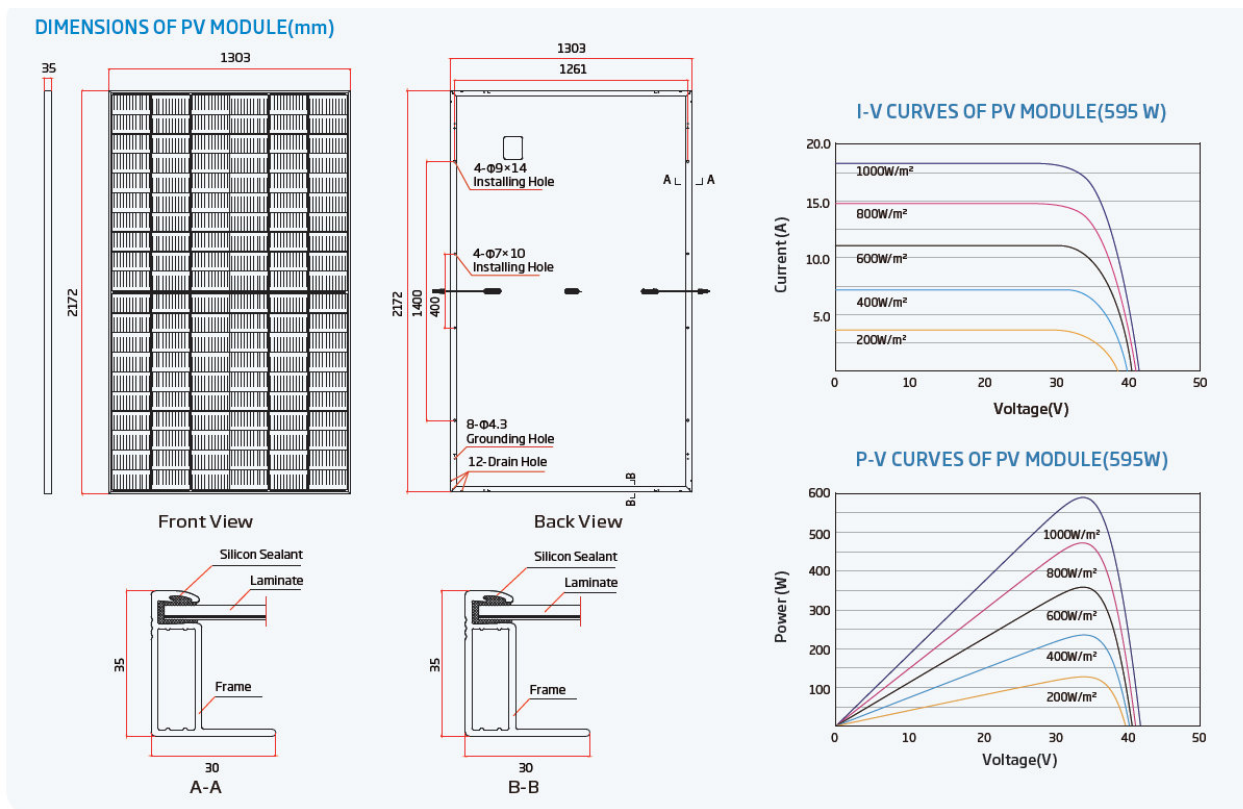 DIMENSIONS OF PV MODULE(mm)
35
1303
2172
Front View
1303
1261
4-Φ9×14
Installing Hole
A
A
4-Φ7×10
Installing Hole
2172
1400
400
8-Φ4.3
Grounding Hole
12-Drain Hole
B
B
Back View
Silicon Sealant
Laminate
35
Frame
30
A-A
Silicon Sealant
Laminate
35
Frame
30
B-B
I-V CURVES OF PV MODULE(595 W)
20.0
15.0
10.0
5.0
Current (A)
1000W/m²
800W/m²
600W/m²
400W/m²
200W/m²
0 10 20 30 40 50
Voltage(V)
P-V CURVES OF PV MODULE(595W)
600
500
400
300
200
100
Power (W)
1000W/m²
800W/m²
600W/m²
400W/m²
200W/m²
0 10 20 30 40 50
Voltage(V)